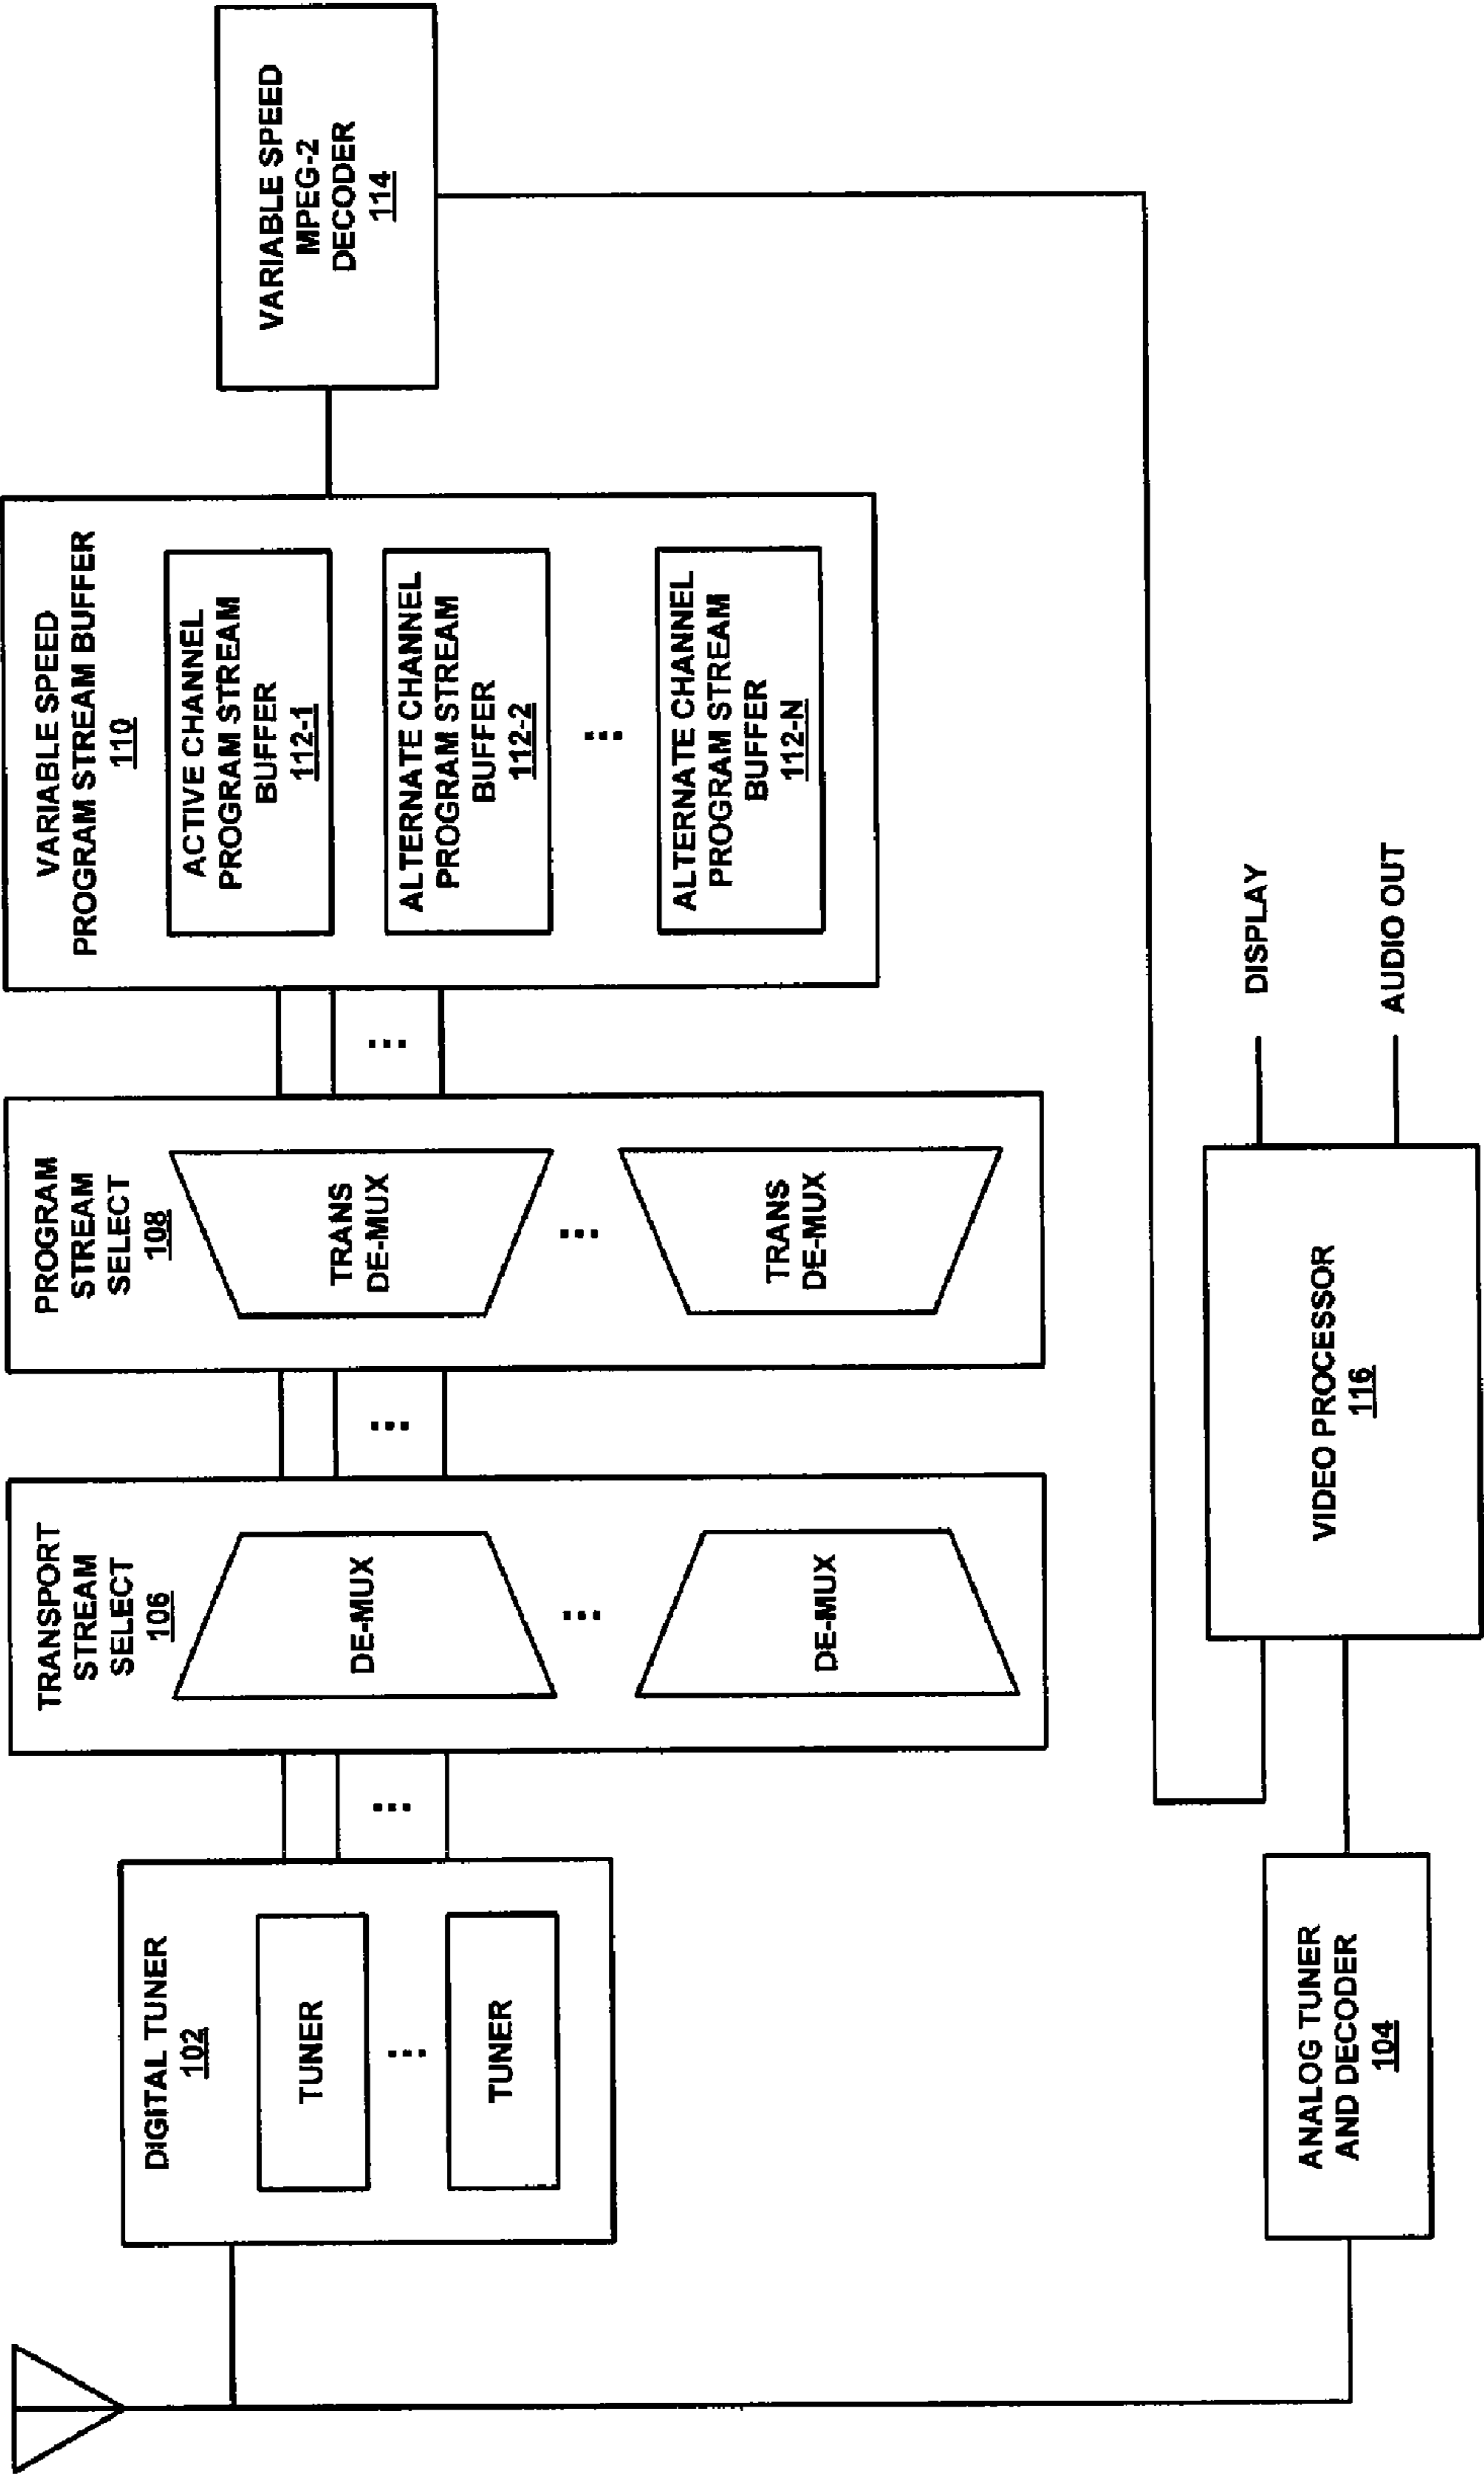 DIGITAL TUNER
102
TUNER
⋮
TUNER
...
TRANSPORT
STREAM
SELECT
106
DE-MUX
⋮
DE-MUX
...
PROGRAM
STREAM
SELECT
108
TRANS
DE-MUX
⋮
TRANS
DE-MUX
...
VARIABLE SPEED
PROGRAM STREAM BUFFER
110
ACTIVE CHANNEL
PROGRAM STREAM
BUFFER
112-1
ALTERNATE CHANNEL
PROGRAM STREAM
BUFFER
112-2
⋮
ALTERNATE CHANNEL
PROGRAM STREAM
BUFFER
112-N
VARIABLE SPEED
MPEG-2
DECODER
114
ANALOG TUNER
AND DECODER
104
VIDEO PROCESSOR
116
DISPLAY
AUDIO OUT